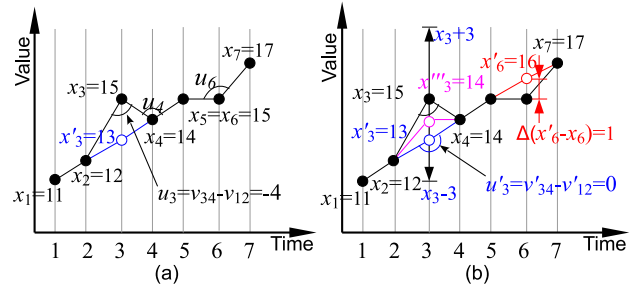 Value
x₇=17
x₃=15
u₆
u₄
x'₃=13
x₅=x₆=15
x₄=14
x₂=12
x₁=11
u₃=v₃₄-v₁₂=-4
1 2 3 4 5 6 7
Time
(a)
Value
x₃+3
x₇=17
x'₆=16
x'''₃=14
x₃=15
x'₃=13
x₄=14
Δ(x'₆-x₆)=1
x₂=12
x₃-3
u'₃=v'₃₄-v'₁₂=0
x₁=11
1 2 3 4 5 6 7
Time
(b)